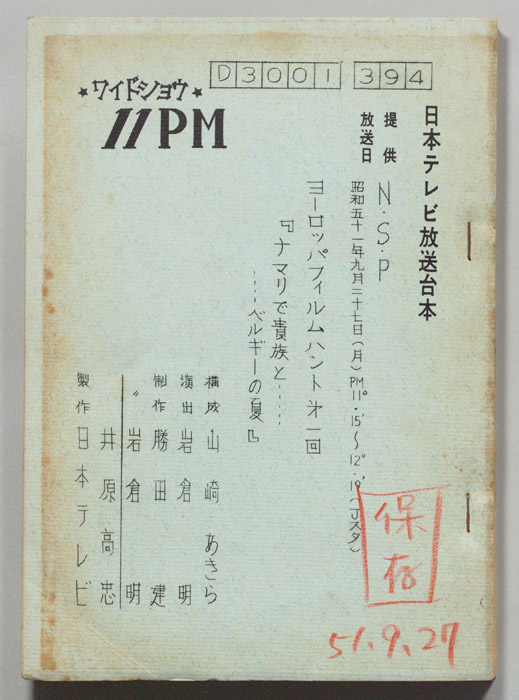 D3001 394
★ワイドショウ★
11PM
日本テレビ放送台本
提供 N・S・P
放送日 昭和五十一年九月二十七日(月)PM11°・15′〜12°・19′(Jスタ)
ヨーロッパフィルムハント㐧一回
『ナマリで貴族と……
……ベルギーの夏』
構成 山崎あきら
演出 岩倉明
制作 勝田建
〃 岩倉明
井原高忠
製作 日本テレビ
保存
51.9.27